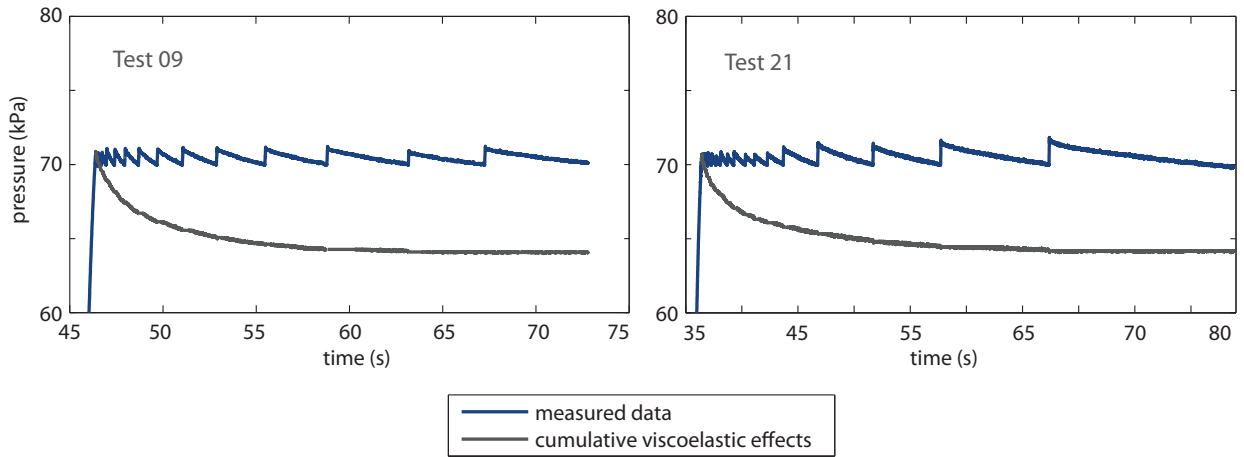 80
Test 09
70
60
pressure (kPa)
45 50 55 60 65 70 75
time (s)
80
Test 21
70
60
35 45 55 65 70 80
time (s)
measured data
cumulative viscoelastic effects